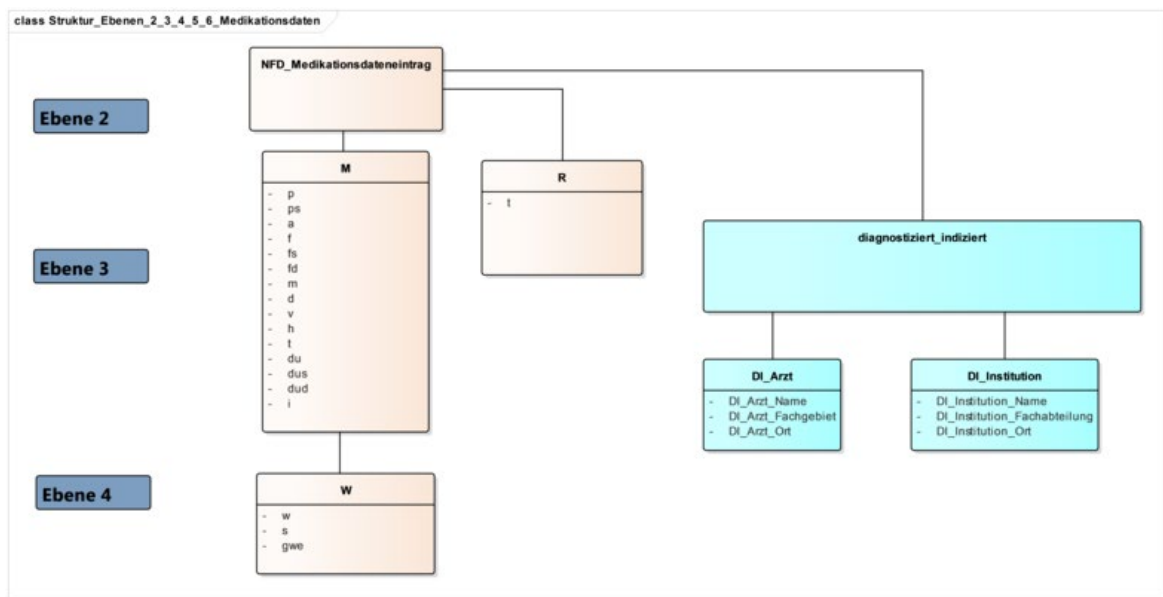 class Struktur_Ebenen_2_3_4_5_6_Medikationsdaten
NFD_Medikationsdateneintrag
Ebene 2
M
- p
- ps
- a
- f
- fs
- fd
- m
- d
- v
- h
- t
- du
- dus
- dud
- i
R
- t
diagnostiziert_indiziert
Ebene 3
DI_Arzt
- DI_Arzt_Name
- DI_Arzt_Fachgebiet
- DI_Arzt_Ort
DI_Institution
- DI_Institution_Name
- DI_Institution_Fachabteilung
- DI_Institution_Ort
Ebene 4
W
- w
- s
- gwe